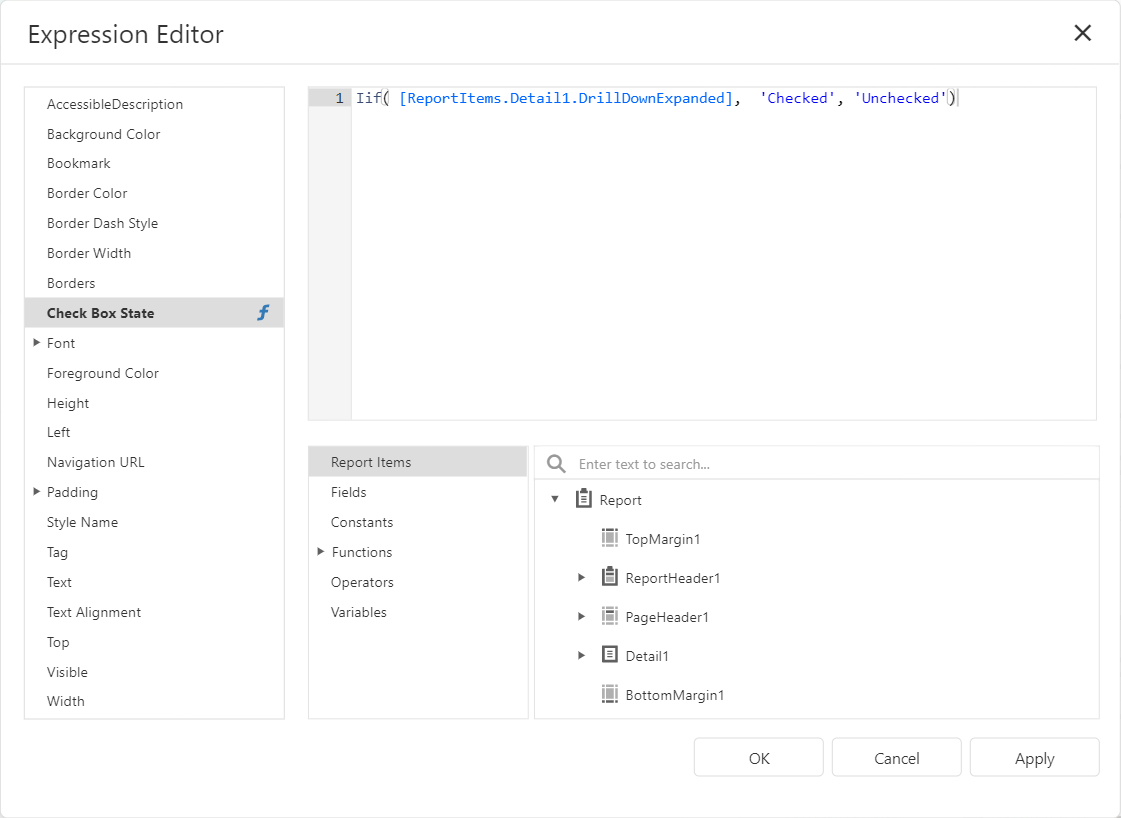 Expression Editor
AccessibleDescription
Background Color
Bookmark
Border Color
Border Dash Style
Border Width
Borders
Check Box State
Font
Foreground Color
Height
Left
Navigation URL
Padding
Style Name
Tag
Text
Text Alignment
Top
Visible
Width
1 Iif( [ReportItems.Detail1.DrillDownExpanded],  'Checked', 'Unchecked')
Report Items
Fields
Constants
Functions
Operators
Variables
Enter text to search...
Report
TopMargin1
ReportHeader1
PageHeader1
Detail1
BottomMargin1
OK Cancel Apply